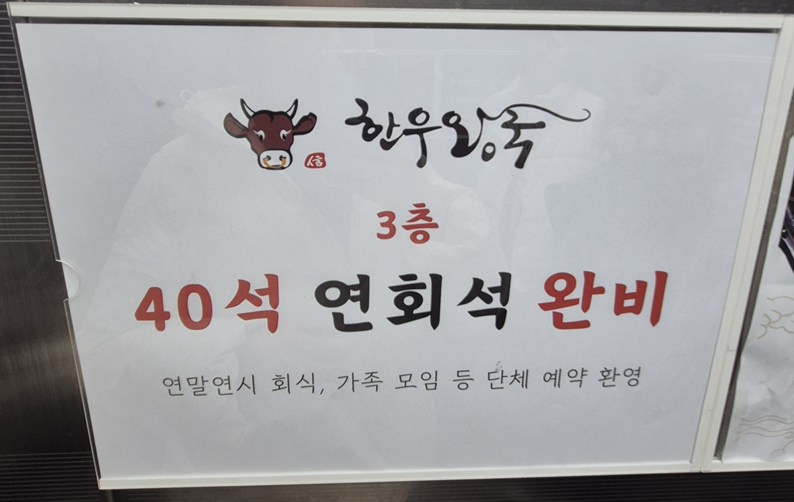 한우왕국
3층
40석 연회석 완비
연말연시 회식, 가족 모임 등 단체 예약 환영